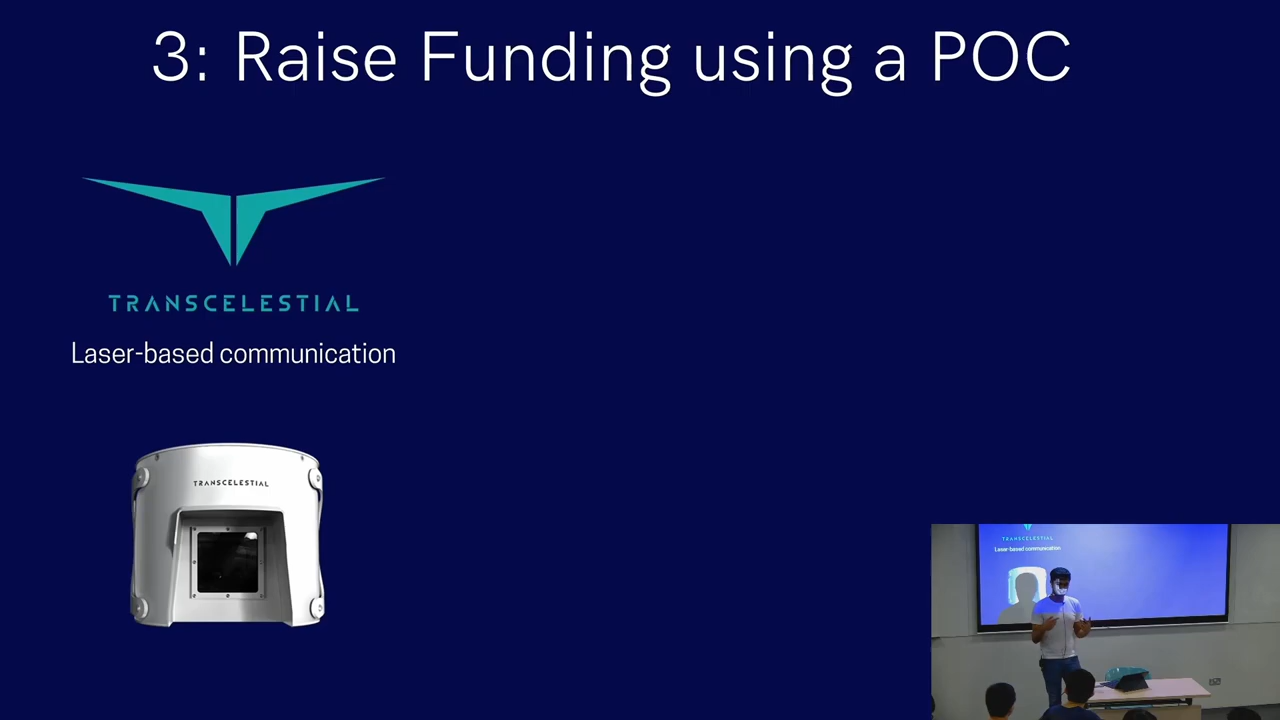 3: Raise Funding using a POC
TRANSCELESTIAL
Laser-based communication
TRANSCELESTIAL
TRANSCELESTIAL
Laser-based communication